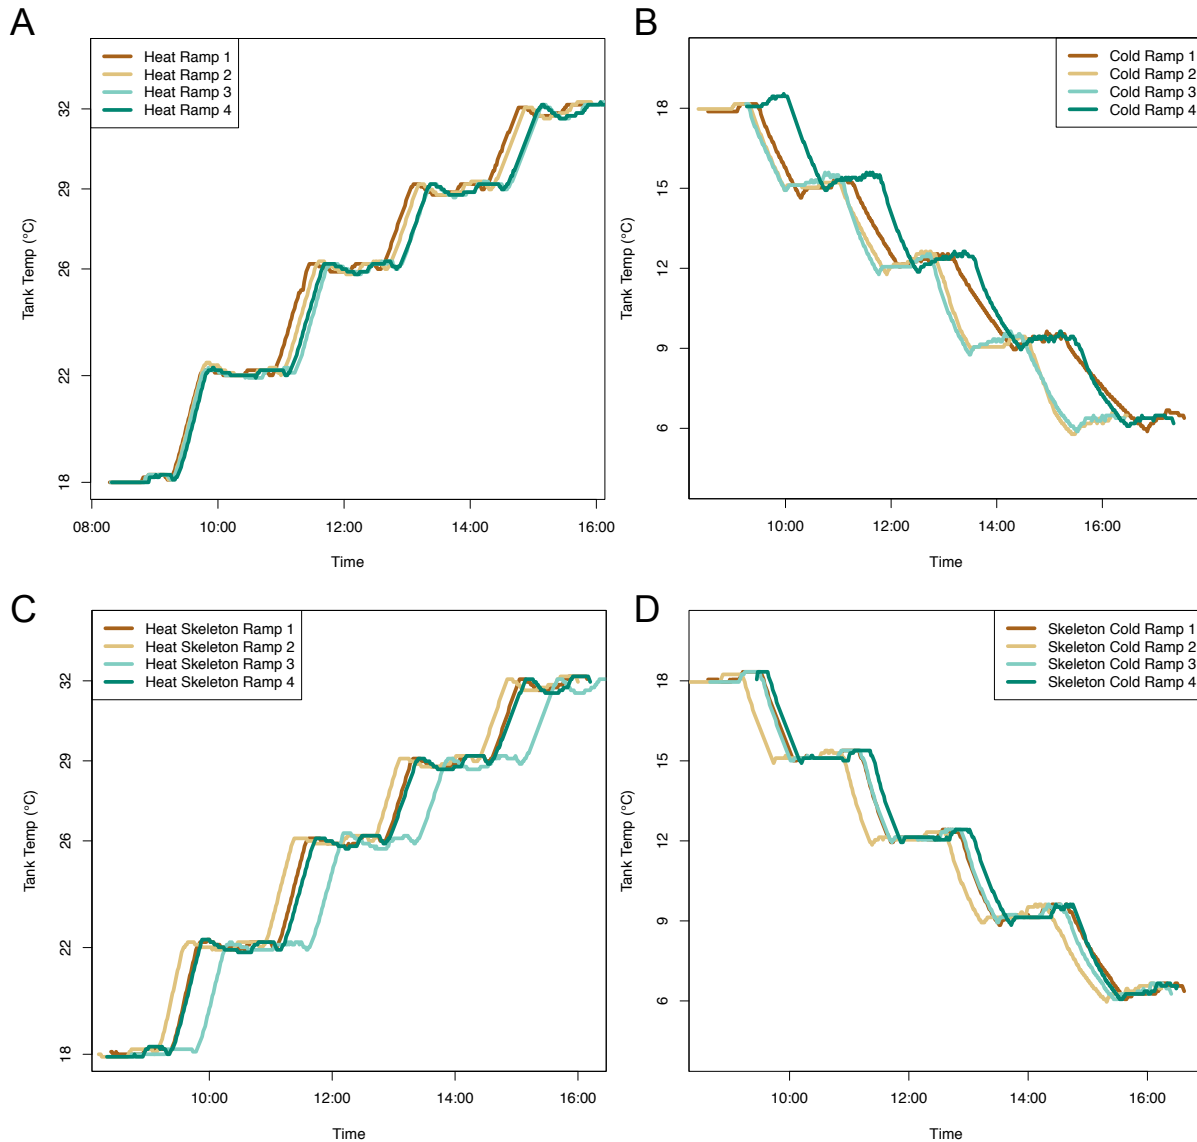 A
Heat Ramp 1
Heat Ramp 2
Heat Ramp 3
Heat Ramp 4
Tank Temp (°C)
32
29
26
22
18
08:00 10:00 12:00 14:00 16:00
Time
B
Cold Ramp 1
Cold Ramp 2
Cold Ramp 3
Cold Ramp 4
Tank Temp (°C)
18
15
12
9
6
10:00 12:00 14:00 16:00
Time
C
Heat Skeleton Ramp 1
Heat Skeleton Ramp 2
Heat Skeleton Ramp 3
Heat Skeleton Ramp 4
Tank Temp (°C)
32
29
26
22
18
10:00 12:00 14:00 16:00
Time
D
Skeleton Cold Ramp 1
Skeleton Cold Ramp 2
Skeleton Cold Ramp 3
Skeleton Cold Ramp 4
Tank Temp (°C)
18
15
12
9
6
10:00 12:00 14:00 16:00
Time